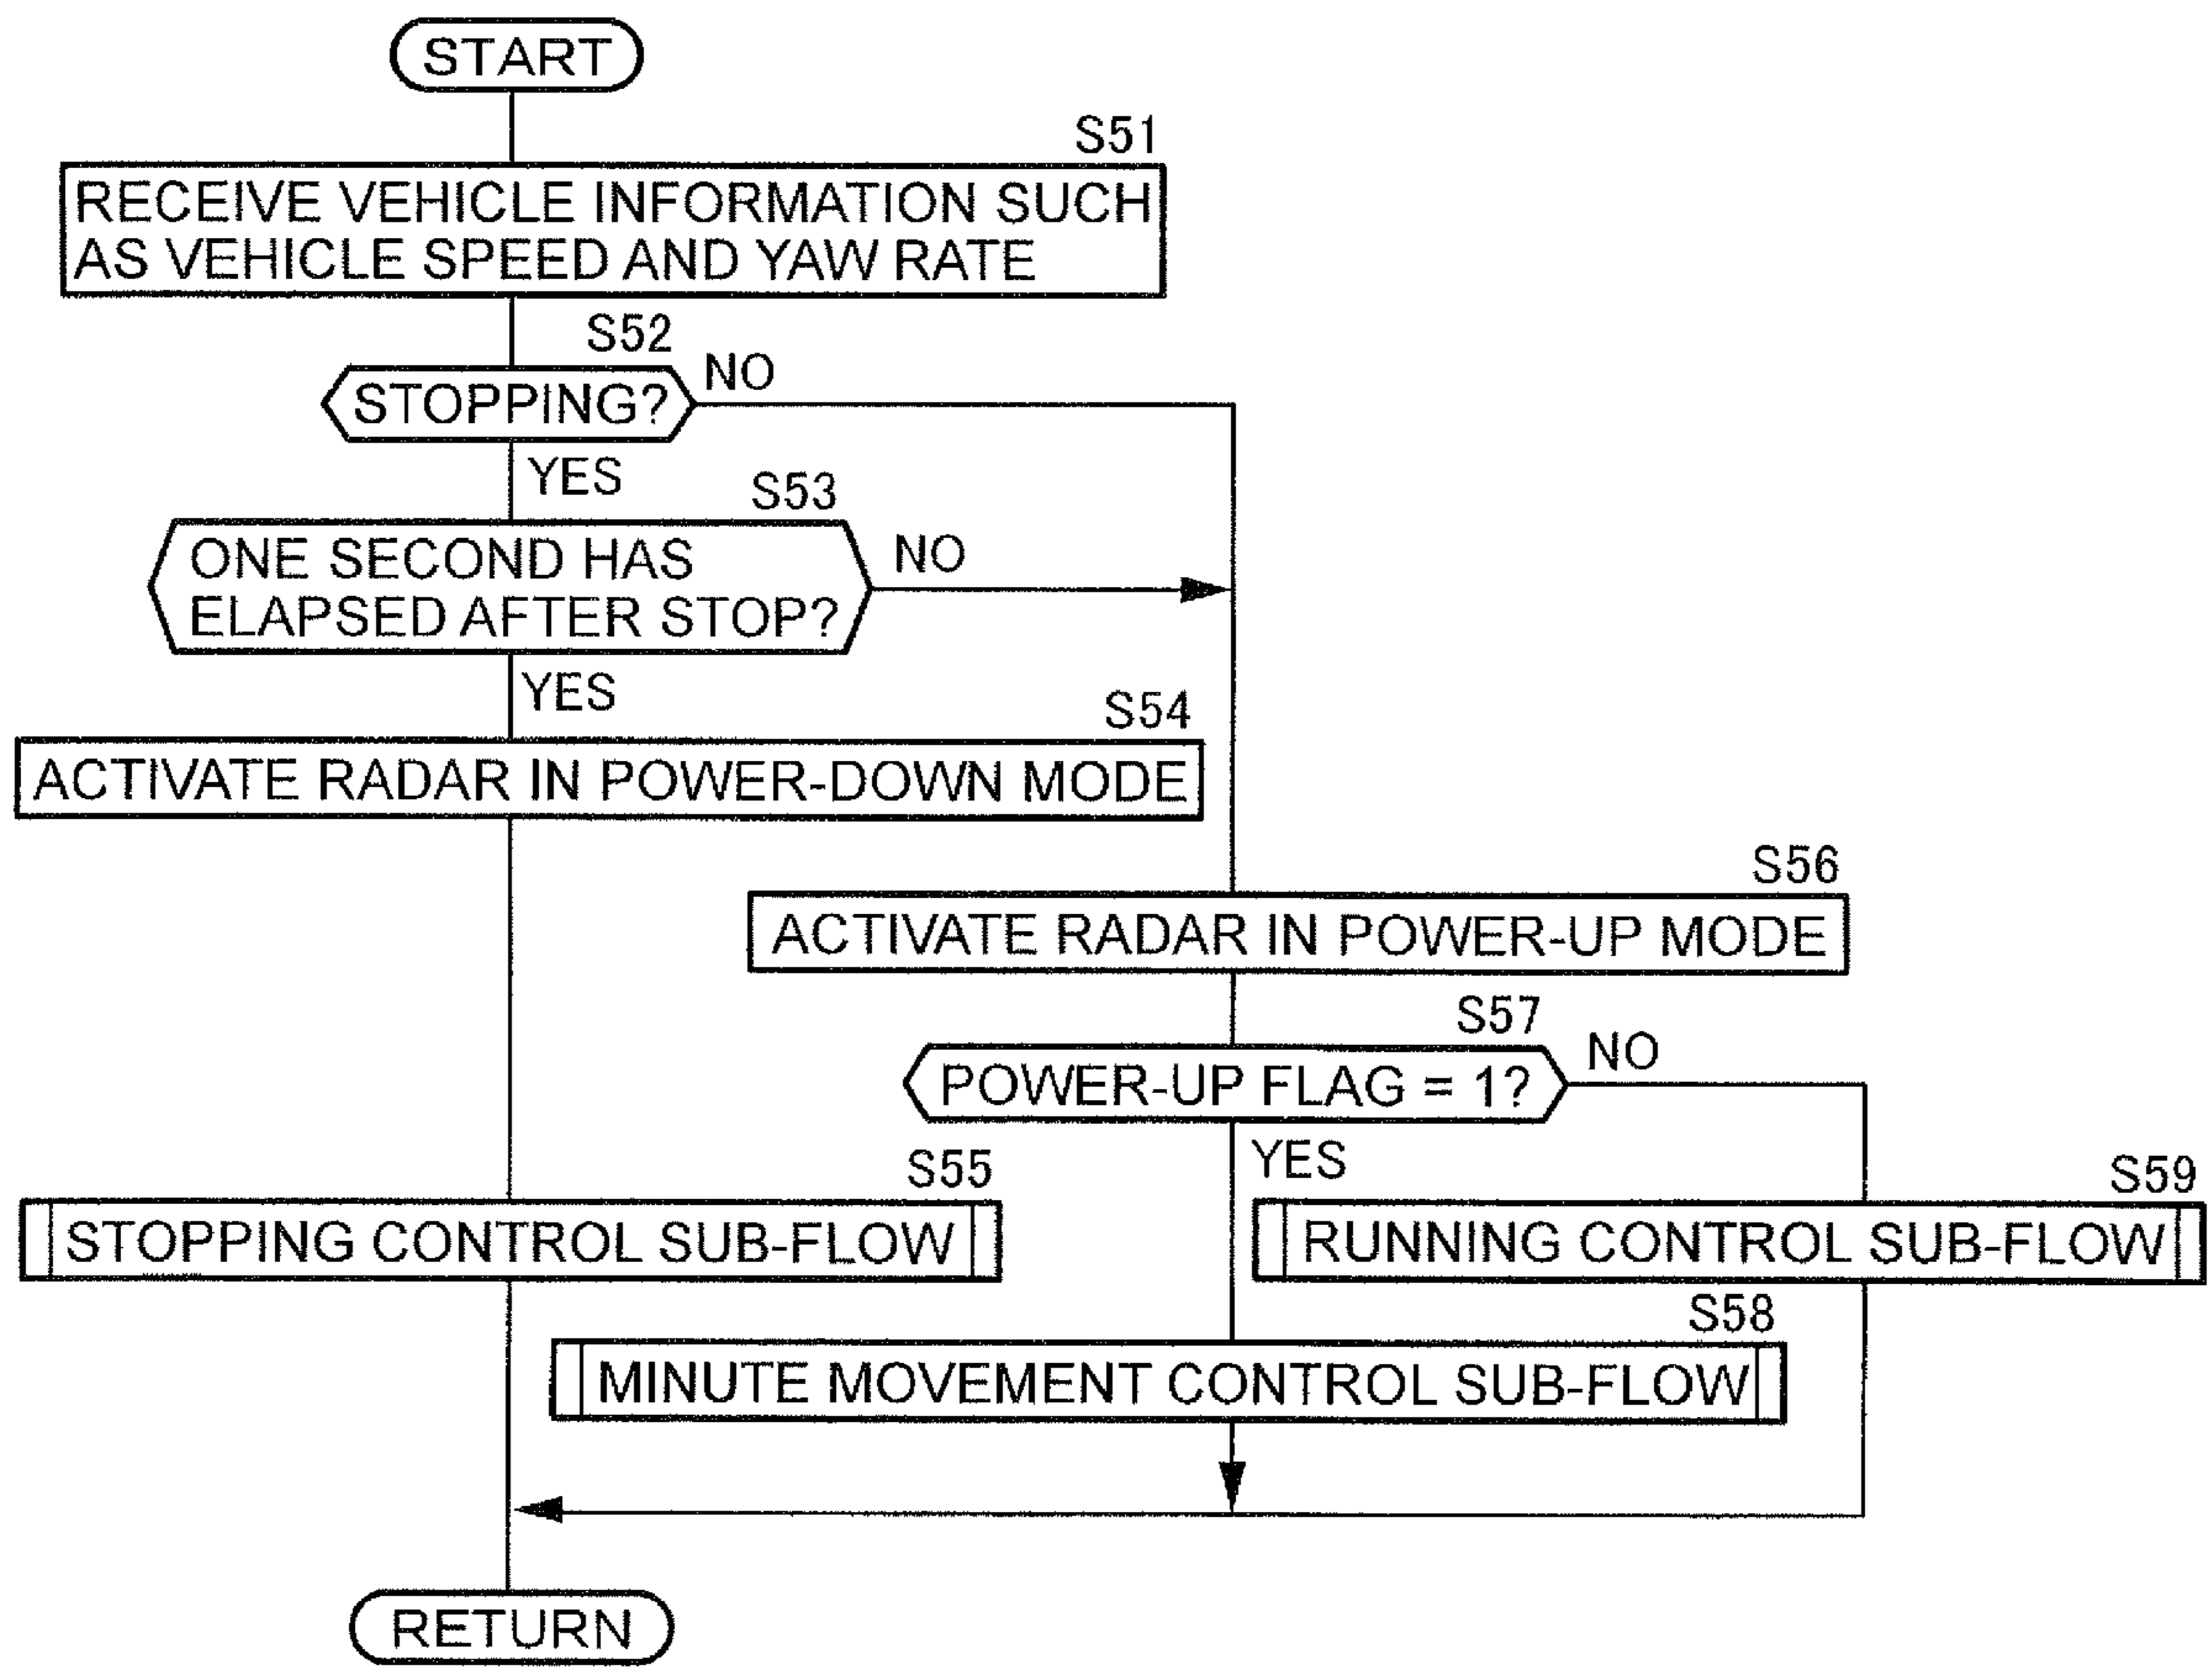 START
S51
RECEIVE VEHICLE INFORMATION SUCH
AS VEHICLE SPEED AND YAW RATE
S52
STOPPING?
NO
YES
S53
ONE SECOND HAS
ELAPSED AFTER STOP?
NO
YES
S54
ACTIVATE RADAR IN POWER-DOWN MODE
S56
ACTIVATE RADAR IN POWER-UP MODE
S57
POWER-UP FLAG = 1?
NO
YES
S55
STOPPING CONTROL SUB-FLOW
S59
RUNNING CONTROL SUB-FLOW
S58
MINUTE MOVEMENT CONTROL SUB-FLOW
RETURN